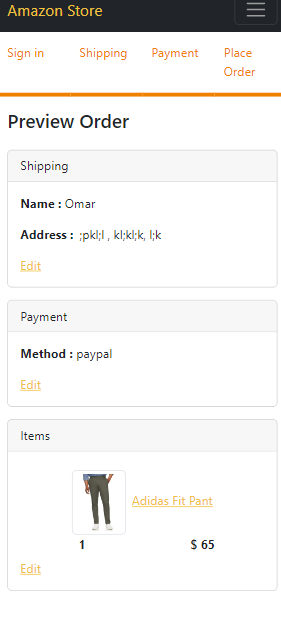 Amazon Store
Sign in Shipping Payment Place
Order
Preview Order
Shipping
Name : Omar
Address : ;pkl;l , kl;kl;k, l;k
Edit
Payment
Method : paypal
Edit
Items
Adidas Fit Pant
1 $ 65
Edit